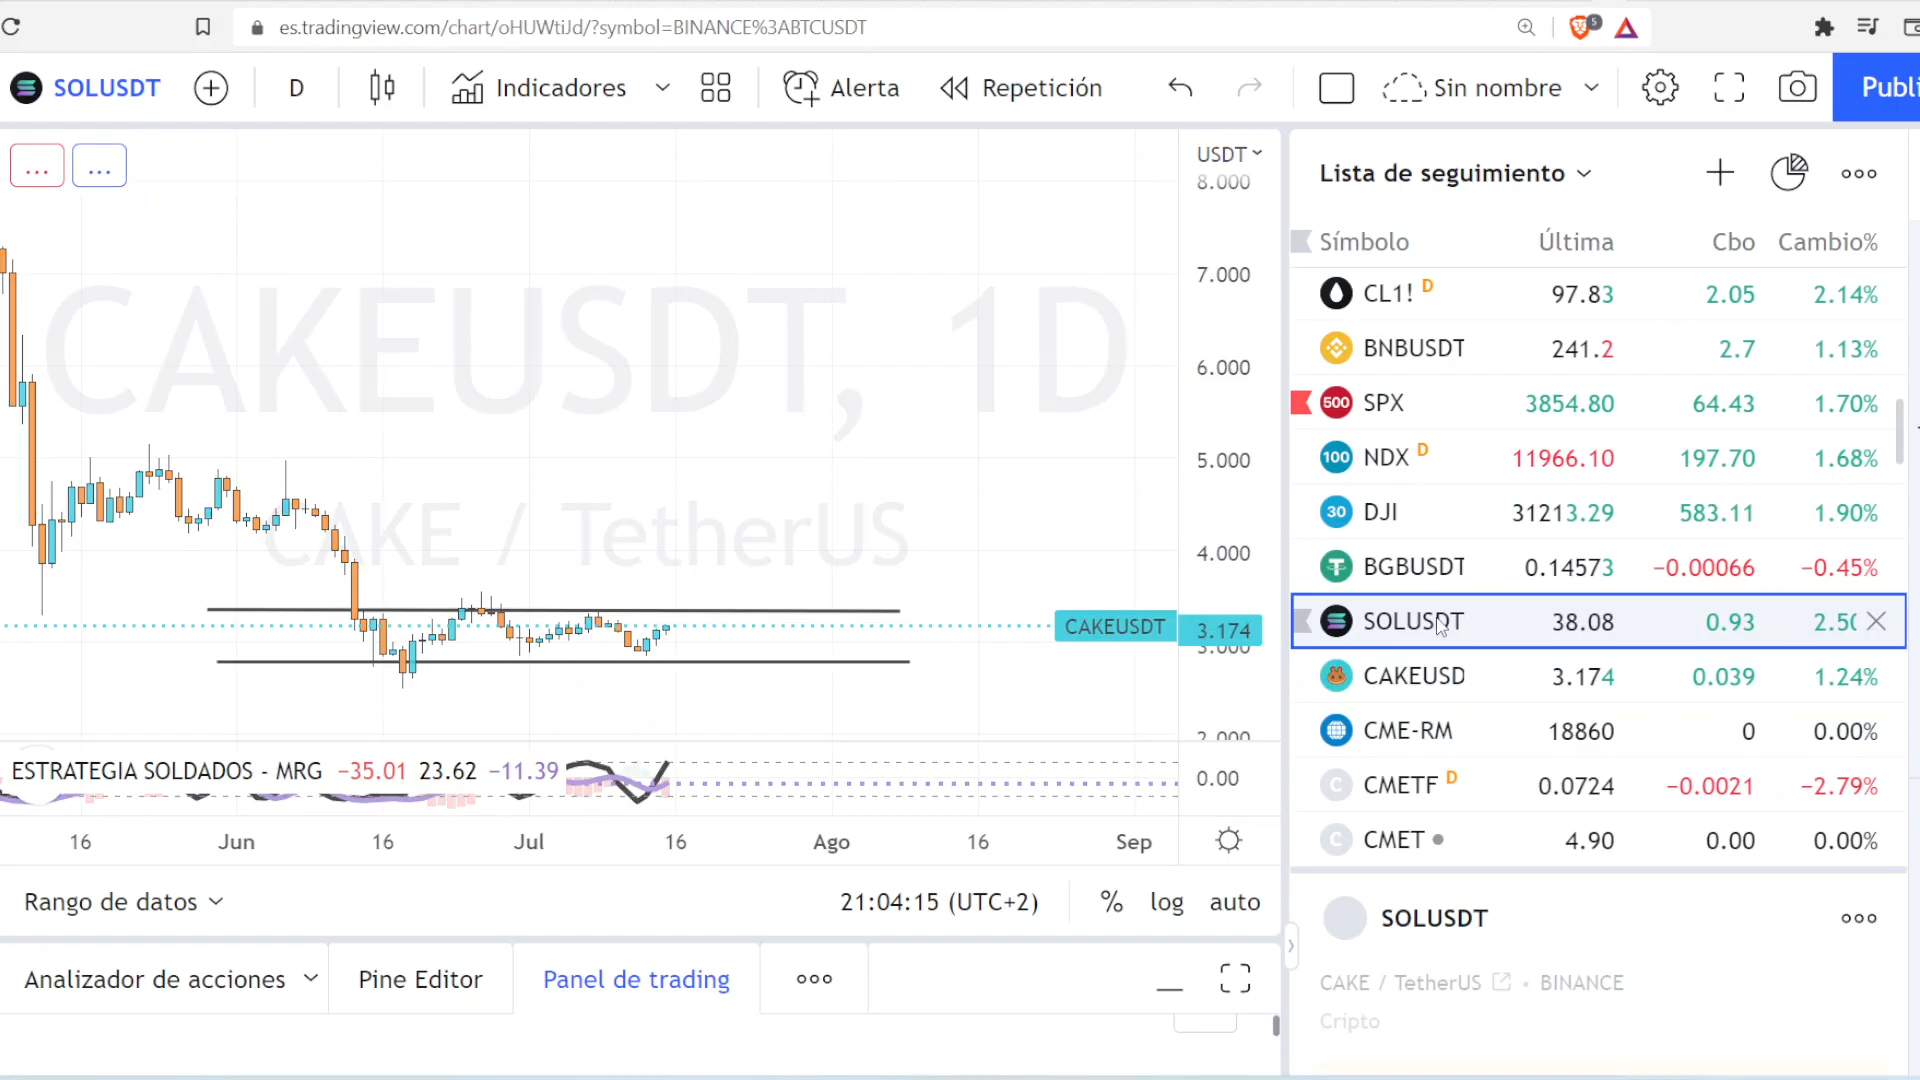 es.tradingview.com/chart/oHUWtiJd/?symbol=BINANCE%3ABTCUSDT
5
SOLUSDT
D
Indicadores
Alerta
Repetición
Sin nombre
Publi
...
...
USDT
8.000
7.000
6.000
5.000
4.000
3.000
2.000
CAKEUSDT, 1D
CAKE / TetherUS
CAKEUSDT
3.174
ESTRATEGIA SOLDADOS - MRG −35.01 23.62 −11.39
0.00
16 Jun 16 Jul 16 Ago 16 Sep
Rango de datos
21:04:15 (UTC+2)
%
log
auto
Analizador de acciones
Pine Editor
Panel de trading
Lista de seguimiento
Símbolo Última Cbo Cambio%
CL1! D 97.83 2.05 2.14%
BNBUSDT 241.2 2.7 1.13%
500 SPX 3854.80 64.43 1.70%
100 NDX D 11966.10 197.70 1.68%
30 DJI 31213.29 583.11 1.90%
BGBUSDT 0.14573 −0.00066 −0.45%
SOLUSDT 38.08 0.93 2.50
CAKEUSD 3.174 0.039 1.24%
CME-RM 18860 0 0.00%
C CMETF D 0.0724 −0.0021 −2.79%
C CMET 4.90 0.00 0.00%
SOLUSDT
CAKE / TetherUS • BINANCE
Cripto